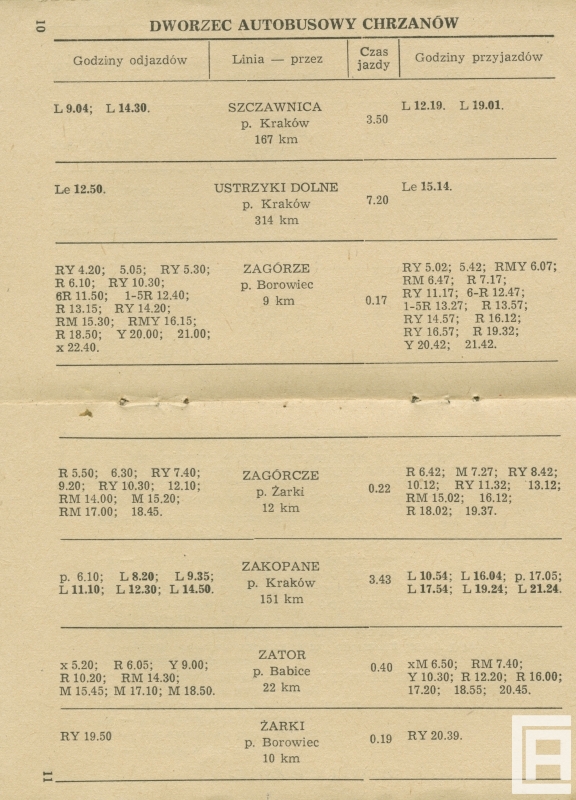 10
DWORZEC AUTOBUSOWY CHRZANÓW
Godziny odjazdów
Linia — przez
Czas
jazdy
Godziny przyjazdów
L 9.04; L 14.30.
SZCZAWNICA
p. Kraków
167 km
3.50
L 12.19. L 19.01.
Le 12.50.
USTRZYKI DOLNE
p. Kraków
314 km
7.20
Le 15.14.
RY 4.20; 5.05; RY 5.30;
R 6.10; RY 10.30;
6R 11.50; 1-5R 12.40;
R 13.15; RY 14.20;
RM 15.30; RMY 16.15;
R 18.50; Y 20.00; 21.00;
x 22.40.
ZAGÓRZE
p. Borowiec
9 km
0.17
RY 5.02; 5.42; RMY 6.07;
RM 6.47; R 7.17;
RY 11.17; 6-R 12.47;
1-5R 13.27; R 13.57;
RY 14.57; R 16.12;
RY 16.57; R 19.32;
Y 20.42; 21.42.
R 5.50; 6.30; RY 7.40;
9.20; RY 10.30; 12.10;
RM 14.00; M 15.20;
RM 17.00; 18.45.
ZAGÓRCZE
p. Żarki
12 km
0.22
R 6.42; M 7.27; RY 8.42;
10.12; RY 11.32; 13.12;
RM 15.02; 16.12;
R 18.02; 19.37.
p. 6.10; L 8.20; L 9.35;
L 11.10; L 12.30; L 14.50.
ZAKOPANE
p. Kraków
151 km
3.43
L 10.54; L 16.04; p. 17.05;
L 17.54; L 19.24; L 21.24.
x 5.20; R 6.05; Y 9.00;
R 10.20; RM 14.30;
M 15.45; M 17.10; M 18.50.
ZATOR
p. Babice
22 km
0.40
xM 6.50; RM 7.40;
Y 10.30; R 12.20; R 16.00;
17.20; 18.55; 20.45.
RY 19.50
ŻARKI
p. Borowiec
10 km
0.19
RY 20.39.
11